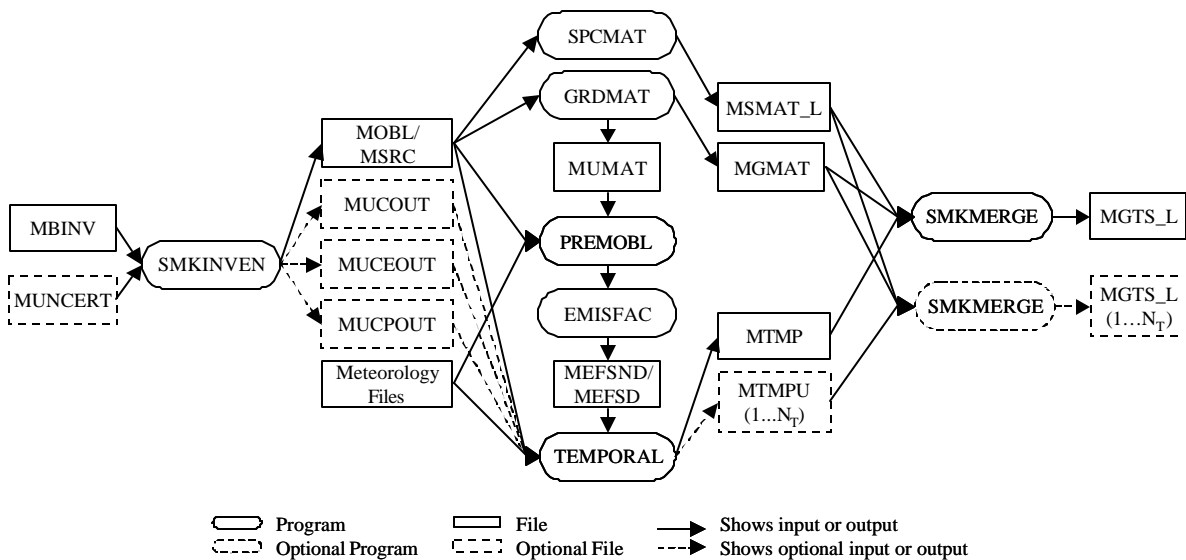 SPCMAT
GRDMAT
MSMAT_L
MOBL/
MSRC
MUMAT
MGMAT
MUCOUT
MBINV
PREMOBL
SMKMERGE
MGTS_L
SMKINVEN
MUCEOUT
MUNCERT
MUCPOUT
EMISFAC
SMKMERGE
MGTS_L
(1...N_T)
MTMP
Meteorology
Files
MEFSND/
MEFSD
MTMPU
(1...N_T)
TEMPORAL
Program
File
Shows input or output
Optional Program
Optional File
Shows optional input or output